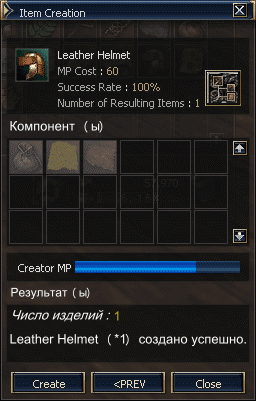 Item Creation
Leather Helmet
MP Cost : 60
Success Rate : 100%
Number of Resulting Items : 1
Компонент (ы)
Creator MP
Результат (ы)
Число изделий : 1
Leather Helmet (*1) создано успешно.
Create <PREV Close